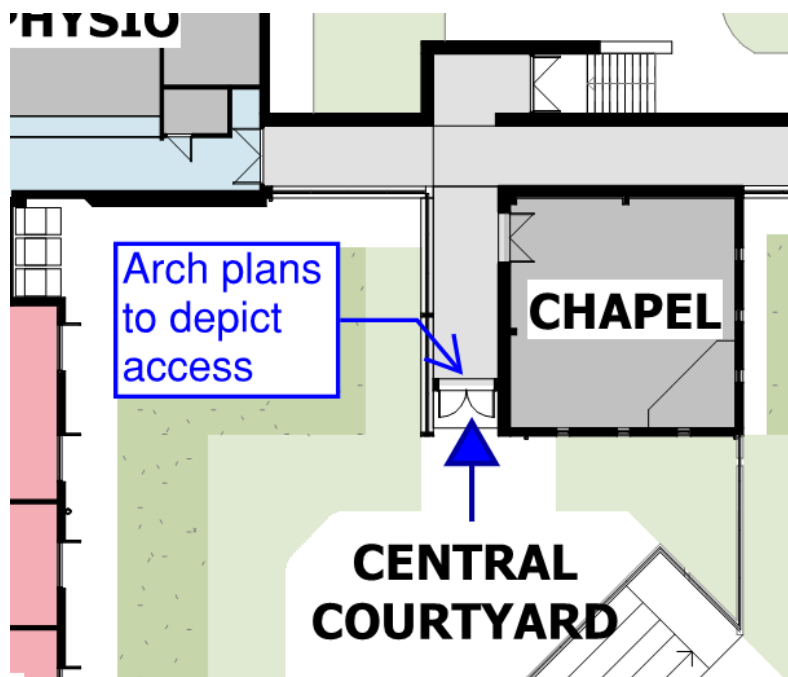 PHYSIO
Arch plans
to depict
access
CHAPEL
CENTRAL
COURTYARD